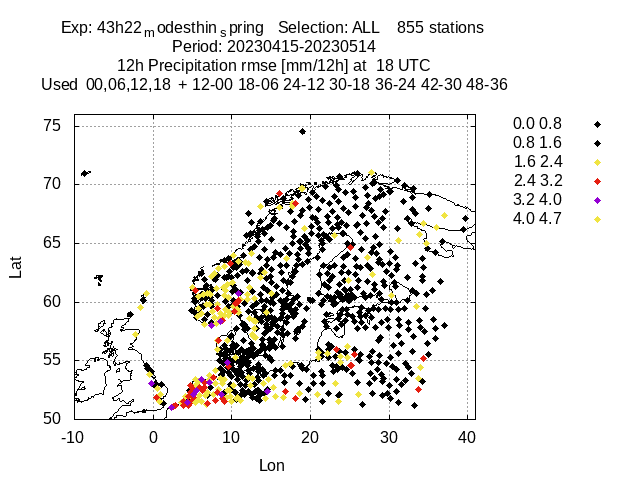 Exp: 43h22modesthinspring Selection: ALL 855 stations
Period: 20230415-20230514
12h Precipitation rmse [mm/12h] at 18 UTC
Used 00,06,12,18 + 12-00 18-06 24-12 30-18 36-24 42-30 48-36
75
70
65
60
55
50
Lat
-10 0 10 20 30 40
Lon
0.0 0.8
0.8 1.6
1.6 2.4
2.4 3.2
3.2 4.0
4.0 4.7